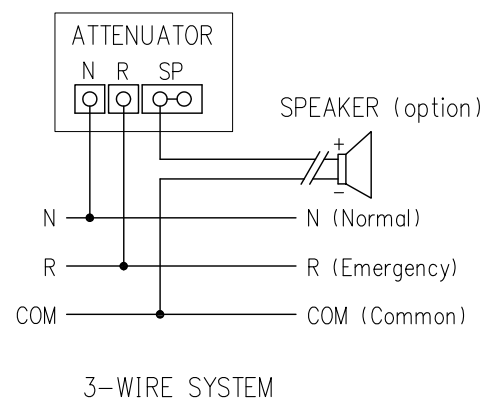 ATTENUATOR
N R SP
SPEAKER (option)
+
−
N N (Normal)
R R (Emergency)
COM COM (Common)
3-WIRE SYSTEM